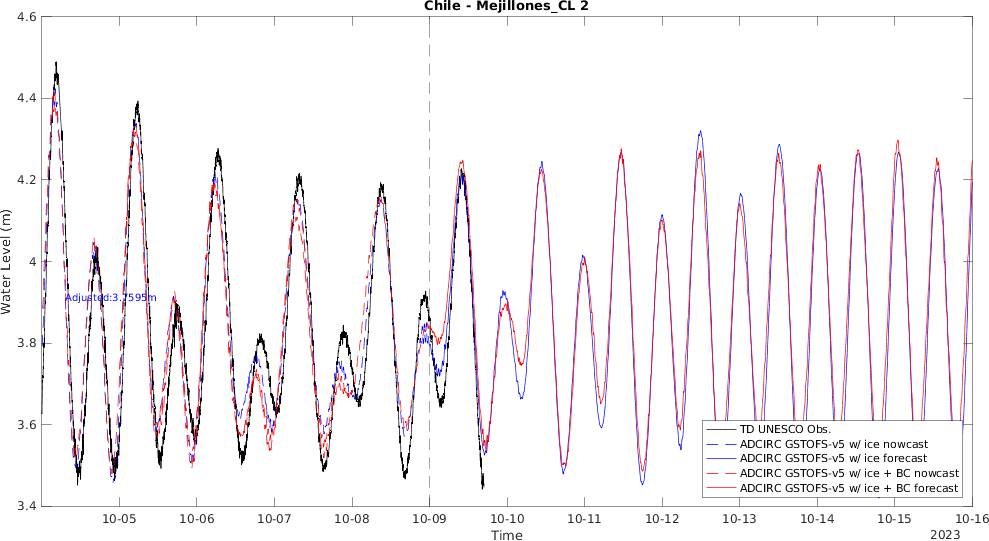 Chile - Mejillones_CL 2
4.6
4.4
4.2
4
3.8
3.6
3.4
Water Level (m)
Adjusted:3.7595m
TD UNESCO Obs.
ADCIRC GSTOFS-v5 w/ ice nowcast
ADCIRC GSTOFS-v5 w/ ice forecast
ADCIRC GSTOFS-v5 w/ ice + BC nowcast
ADCIRC GSTOFS-v5 w/ ice + BC forecast
10-05 10-06 10-07 10-08 10-09 10-10 10-11 10-12 10-13 10-14 10-15 10-16
Time
2023